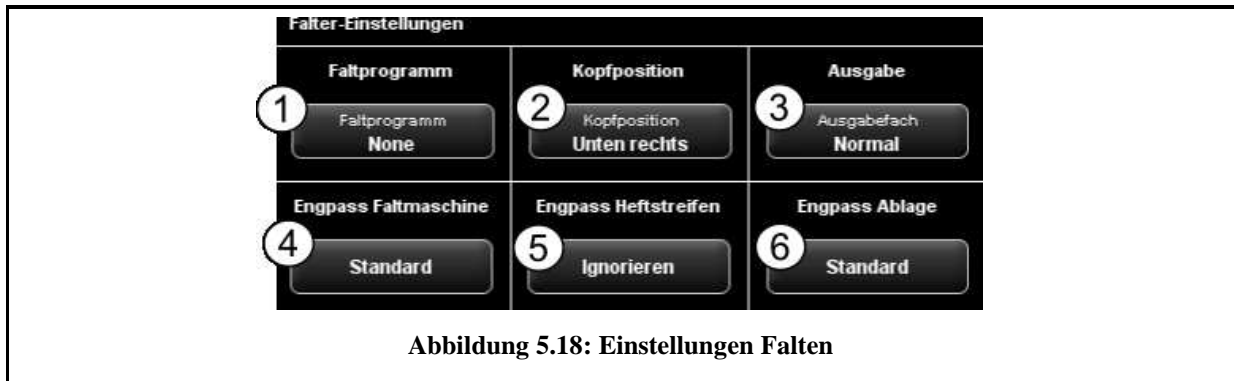 Falter-Einstellungen
Faltprogramm Kopfposition Ausgabe
1 Faltprogramm 2 Kopfposition 3 Ausgabefach
None Unten rechts Normal
Engpass Faltmaschine Engpass Heftstreifen Engpass Ablage
4 Standard 5 Ignorieren 6 Standard
Abbildung 5.18: Einstellungen Falten